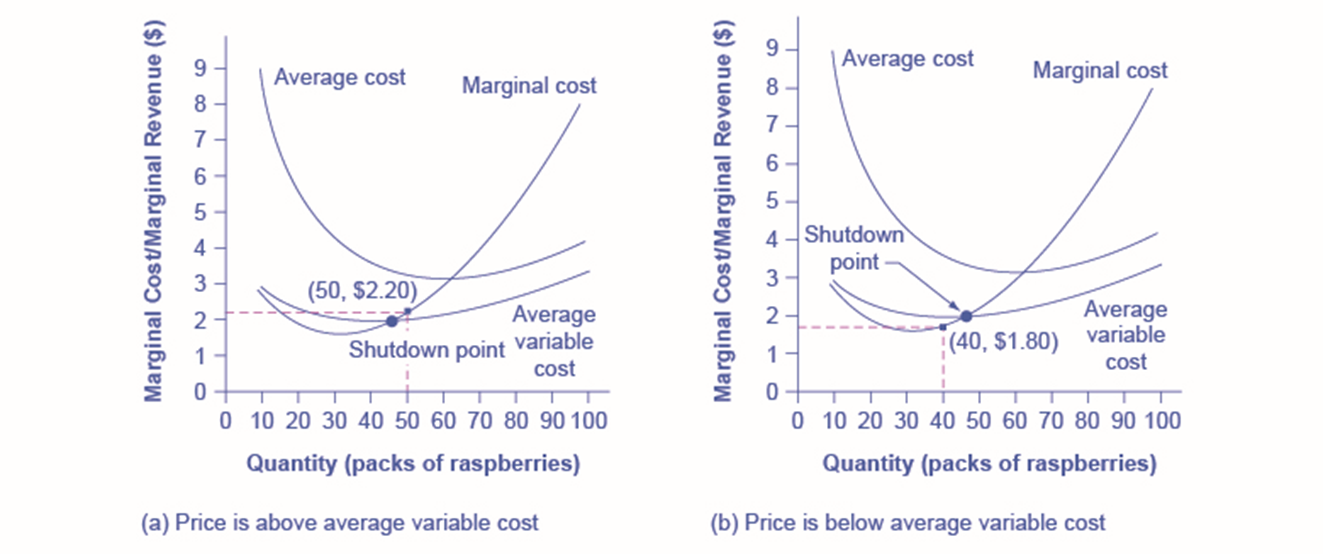 Marginal Cost/Marginal Revenue ($)
9
8
7
6
5
4
3
2
1
0
Average cost
Marginal cost
(50, $2.20)
Shutdown point
Average
variable
cost
0 10 20 30 40 50 60 70 80 90 100
Quantity (packs of raspberries)
(a) Price is above average variable cost
Marginal Cost/Marginal Revenue ($)
9
8
7
6
5
4
3
2
1
0
Average cost
Marginal cost
Shutdown
point
(40, $1.80)
Average
variable
cost
0 10 20 30 40 50 60 70 80 90 100
Quantity (packs of raspberries)
(b) Price is below average variable cost